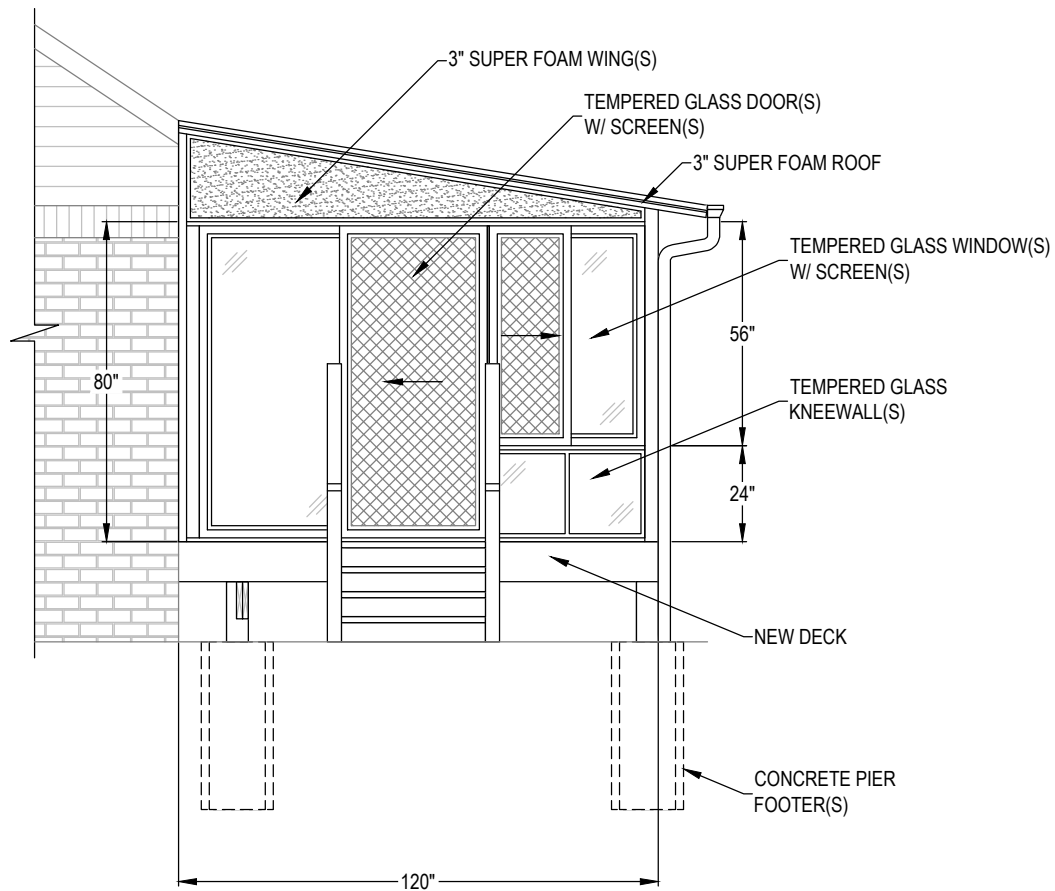 3" SUPER FOAM WING(S)
TEMPERED GLASS DOOR(S)
W/ SCREEN(S)
3" SUPER FOAM ROOF
TEMPERED GLASS WINDOW(S)
W/ SCREEN(S)
56"
80"
TEMPERED GLASS
KNEEWALL(S)
24"
NEW DECK
CONCRETE PIER
FOOTER(S)
120"